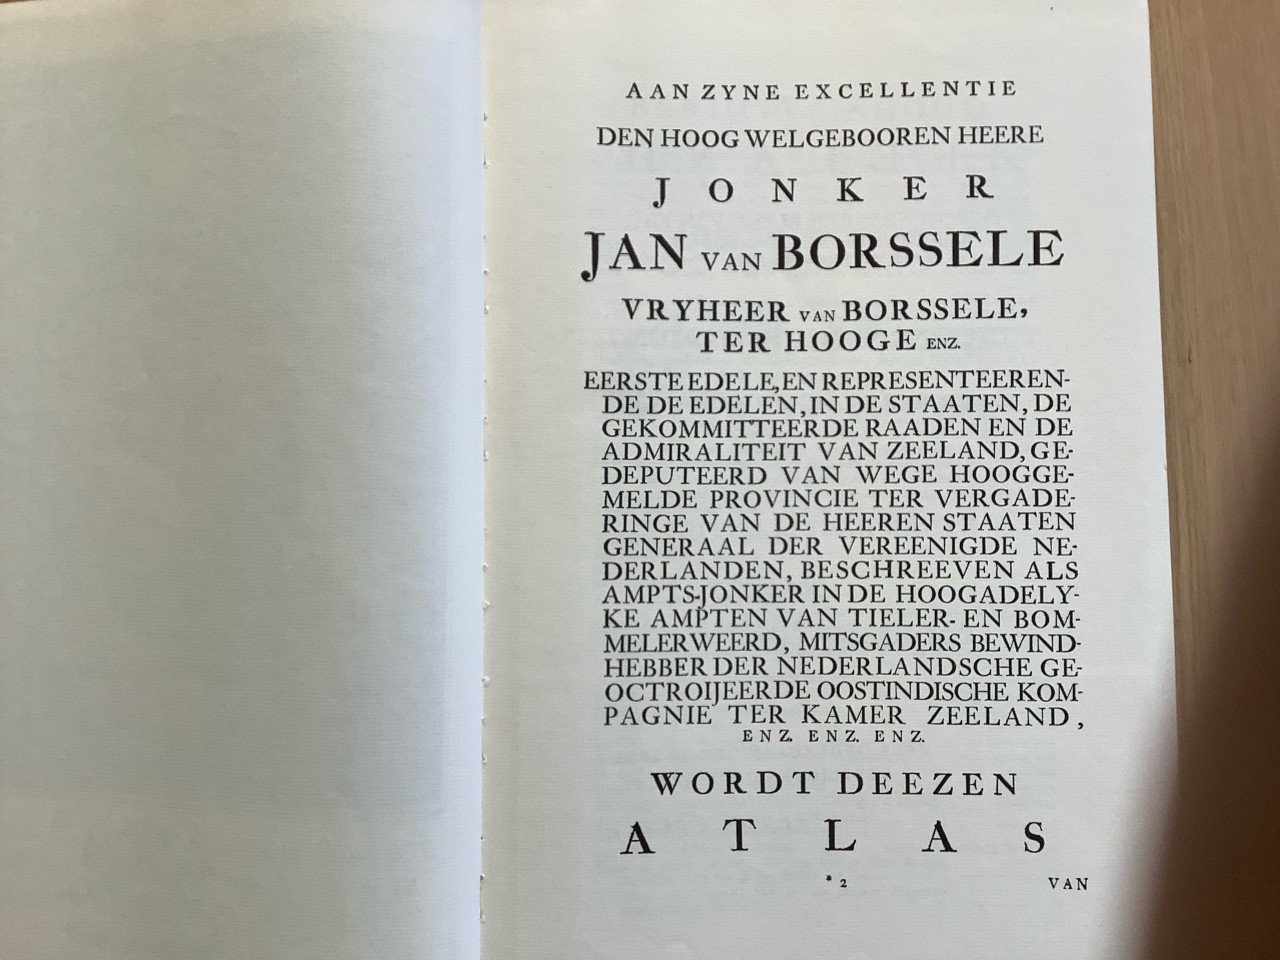 AAN ZYNE EXCELLENTIE
DEN HOOG WELGEBOOREN HEERE
JONKER
JAN VAN BORSSELE
VRYHEER VAN BORSSELE,
TER HOOGE ENZ.
EERSTE EDELE, EN REPRESENTEEREN-
DE DE EDELEN, IN DE STAATEN, DE
GEKOMMITTEERDE RAADEN EN DE
ADMIRALITEIT VAN ZEELAND, GE-
DEPUTEERD VAN WEGE HOOGGE-
MELDE PROVINCIE TER VERGADE-
RINGE VAN DE HEEREN STAATEN
GENERAAL DER VEREENIGDE NE-
DERLANDEN, BESCHREEVEN ALS
AMPTS-JONKER IN DE HOOGADELY-
KE AMPTEN VAN TIELER- EN BOM-
MELERWEERD, MITSGADERS BEWIND-
HEBBER DER NEDERLANDSCHE GE-
OCTROIJEERDE OOSTINDISCHE KOM-
PAGNIE TER KAMER ZEELAND,
ENZ. ENZ. ENZ.
WORDT DEEZEN
ATLAS
* 2 VAN